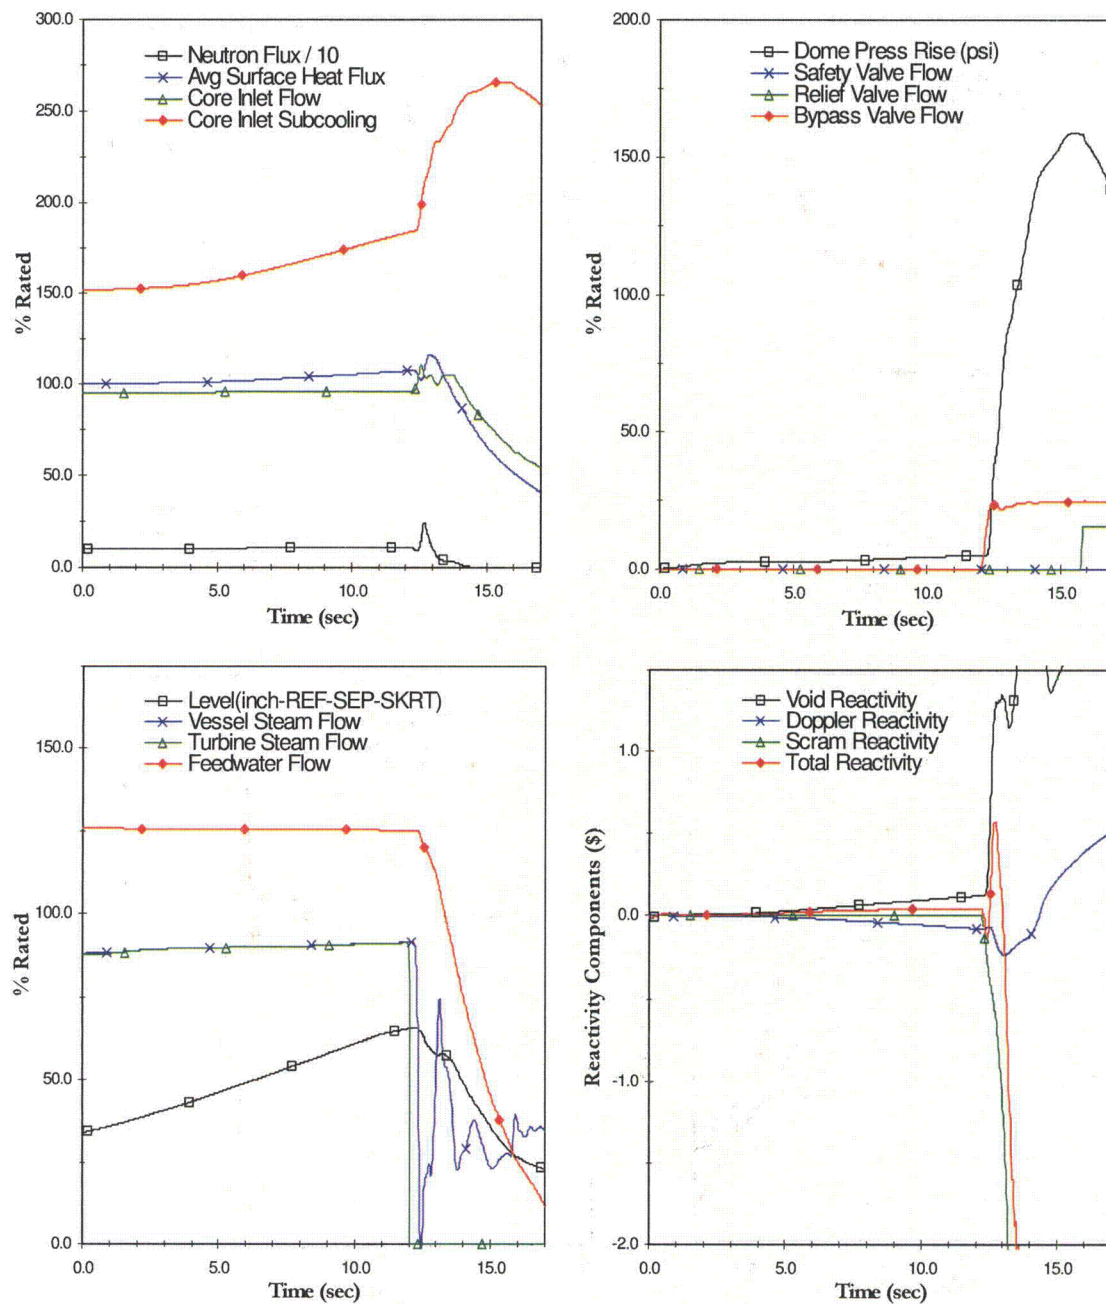 300.0
250.0
200.0
150.0
100.0
50.0
0.0
% Rated
Neutron Flux / 10
Avg Surface Heat Flux
Core Inlet Flow
Core Inlet Subcooling
0.0 5.0 10.0 15.0
Time (sec)
200.0
150.0
100.0
50.0
0.0
% Rated
Dome Press Rise (psi)
Safety Valve Flow
Relief Valve Flow
Bypass Valve Flow
0.0 5.0 10.0 15.0
Time (sec)
150.0
100.0
50.0
0.0
% Rated
Level(inch-REF-SEP-SKRT)
Vessel Steam Flow
Turbine Steam Flow
Feedwater Flow
0.0 5.0 10.0 15.0
Time (sec)
1.0
0.0
-1.0
-2.0
Reactivity Components ($)
Void Reactivity
Doppler Reactivity
Scram Reactivity
Total Reactivity
0.0 5.0 10.0 15.0
Time (sec)